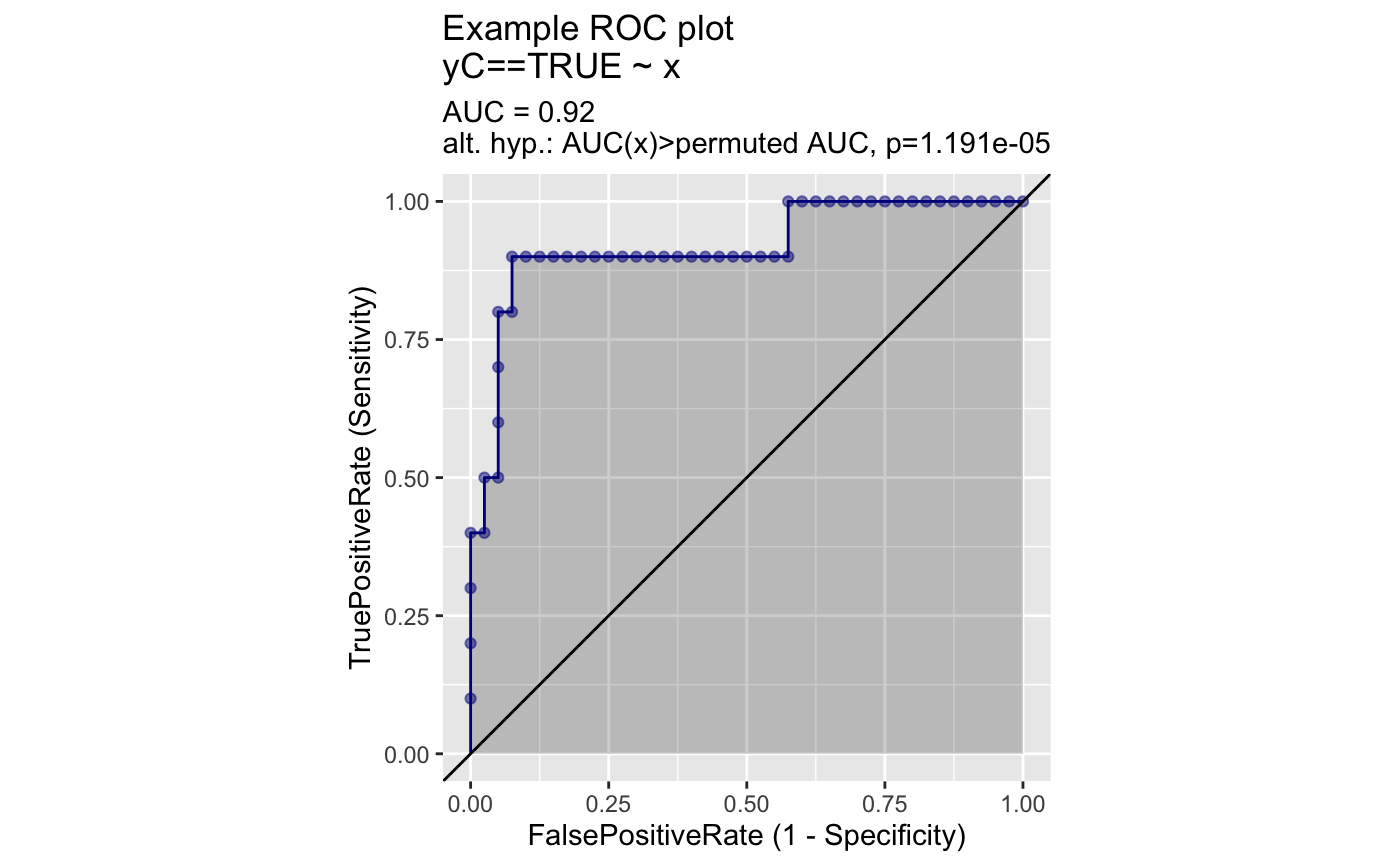 Example ROC plot
yC==TRUE ~ x
AUC = 0.92
alt. hyp.: AUC(x)>permuted AUC, p=1.191e-05
1.00
0.75
0.50
0.25
0.00
TruePositiveRate (Sensitivity)
0.00 0.25 0.50 0.75 1.00
FalsePositiveRate (1 - Specificity)